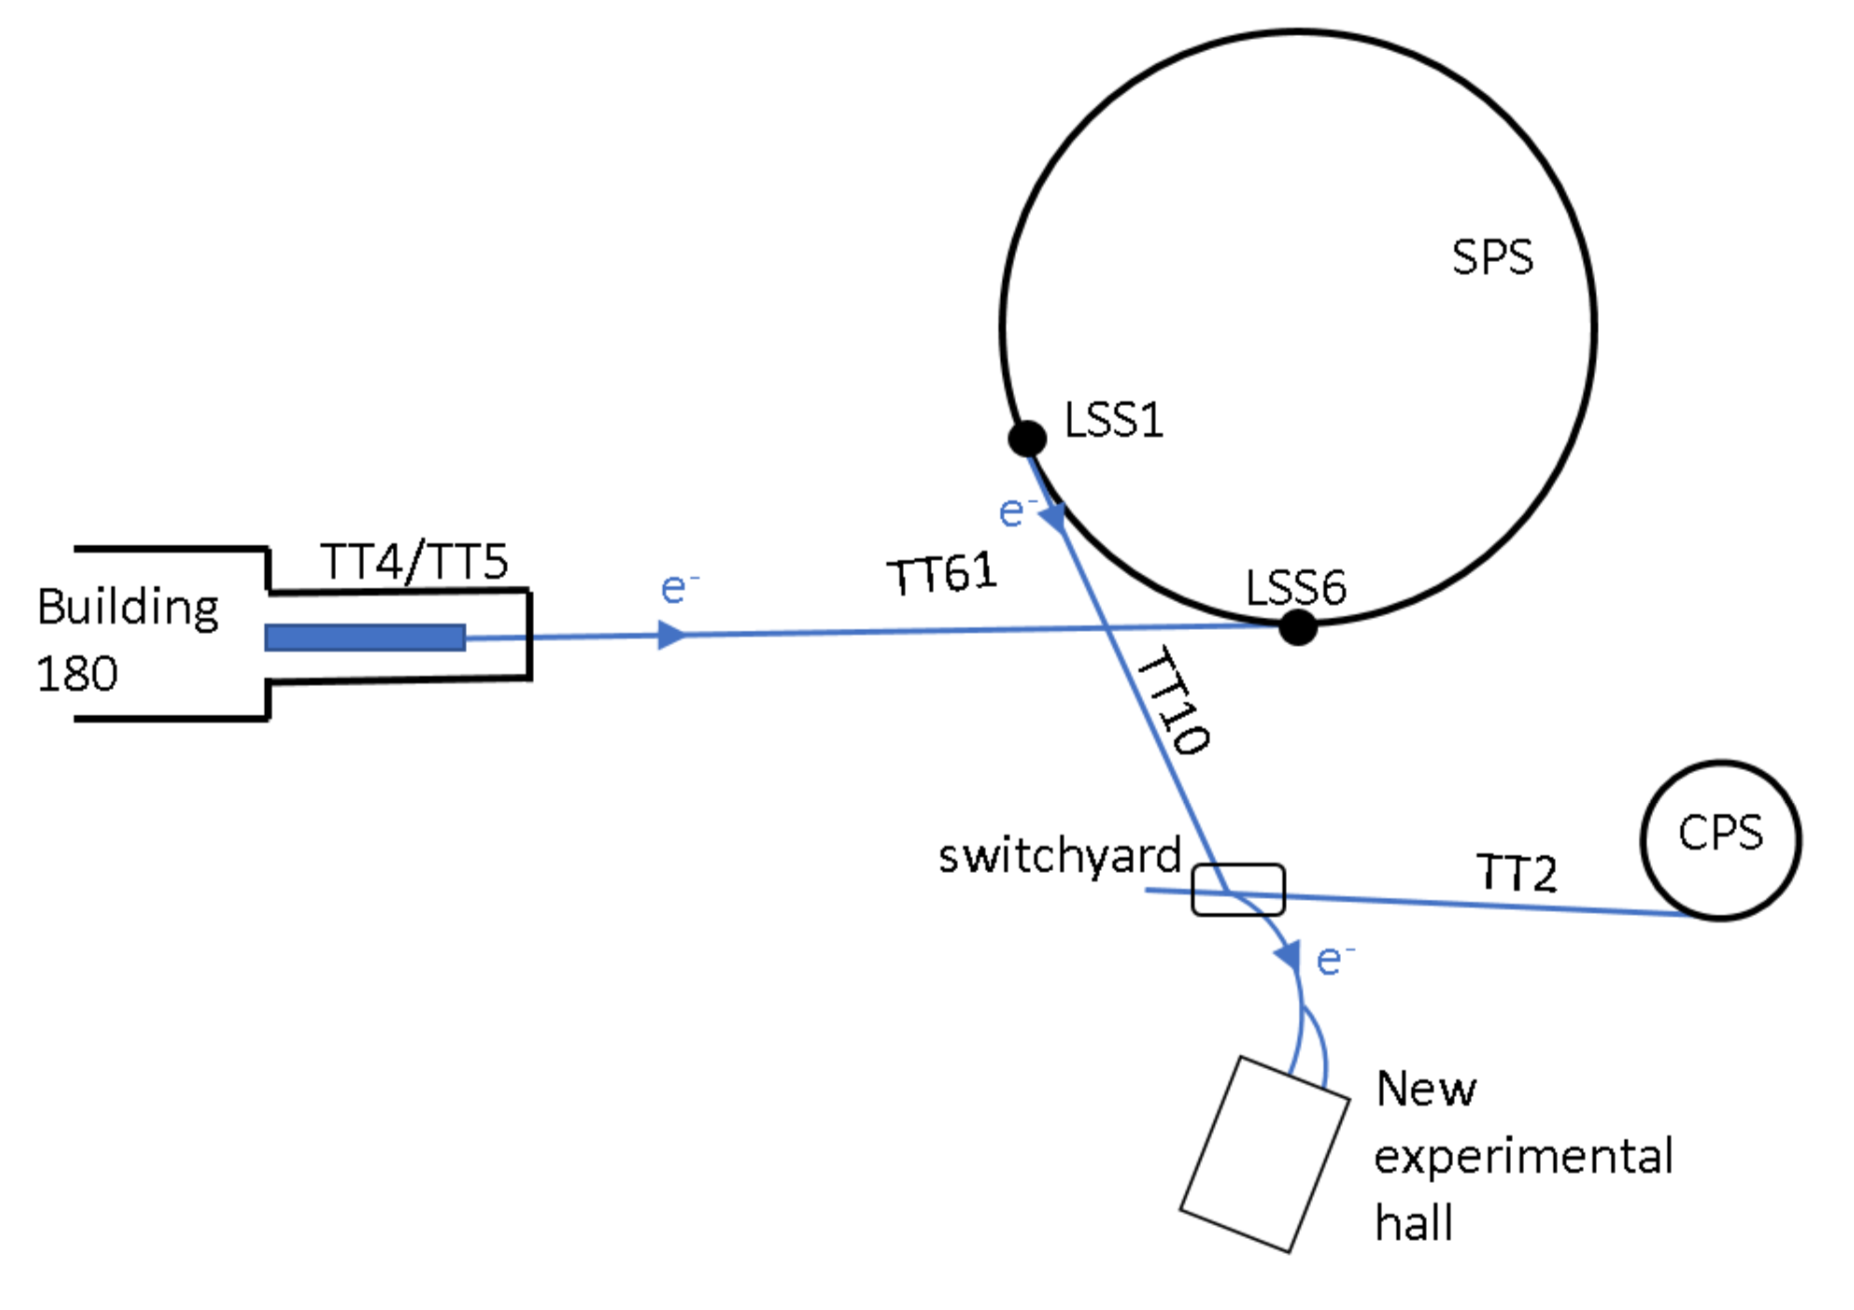 SPS
LSS1
e⁻
TT4/TT5
TT61
LSS6
e⁻
Building
180
TT10
CPS
switchyard
TT2
e⁻
New
experimental
hall